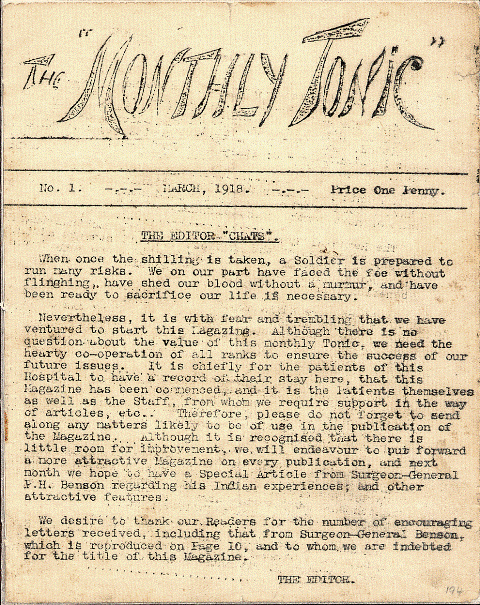 THE "MONTHLY TONIC"
No. 1. -.-.- MARCH, 1918. -.-.- Price One Penny.
THE EDITOR "CHATS".
When once the shilling is taken, a Soldier is prepared to
run many risks. We on our part have faced the foe without
flinghing, have shed our blood without a murmur, and have
been ready to sacrifice our life if necessary.
Nevertheless, it is with fear and trembling that we have
ventured to start this Magazine. Although there is no
question about the value of this monthly Tonic, we need the
hearty co-operation of all ranks to ensure the success of our
future issues. It is chiefly for the patients of this
Hospital to have a record of their stay here, that this
Magazine has been commenced, and it is the Patients themselves
as well as the Staff, from whom we require support in the way
of articles, etc.. Therefore, please do not forget to send
along any matters likely to be of use in the publication of
the Magazine. Although it is recognised that there is
little room for improvement, we will endeavour to put forward
a more attractive Magazine on every publication, and next
month we hope to have a Special Article from Surgeon-General
P.H. Benson regarding his Indian experiences; and other
attractive features.
We desire to thank our Readers for the number of encouraging
letters received, including that from Surgeon-General Benson,
which is reproduced on Page 10, and to whom we are indebted
for the title of this Magazine.
THE EDITOR.
194